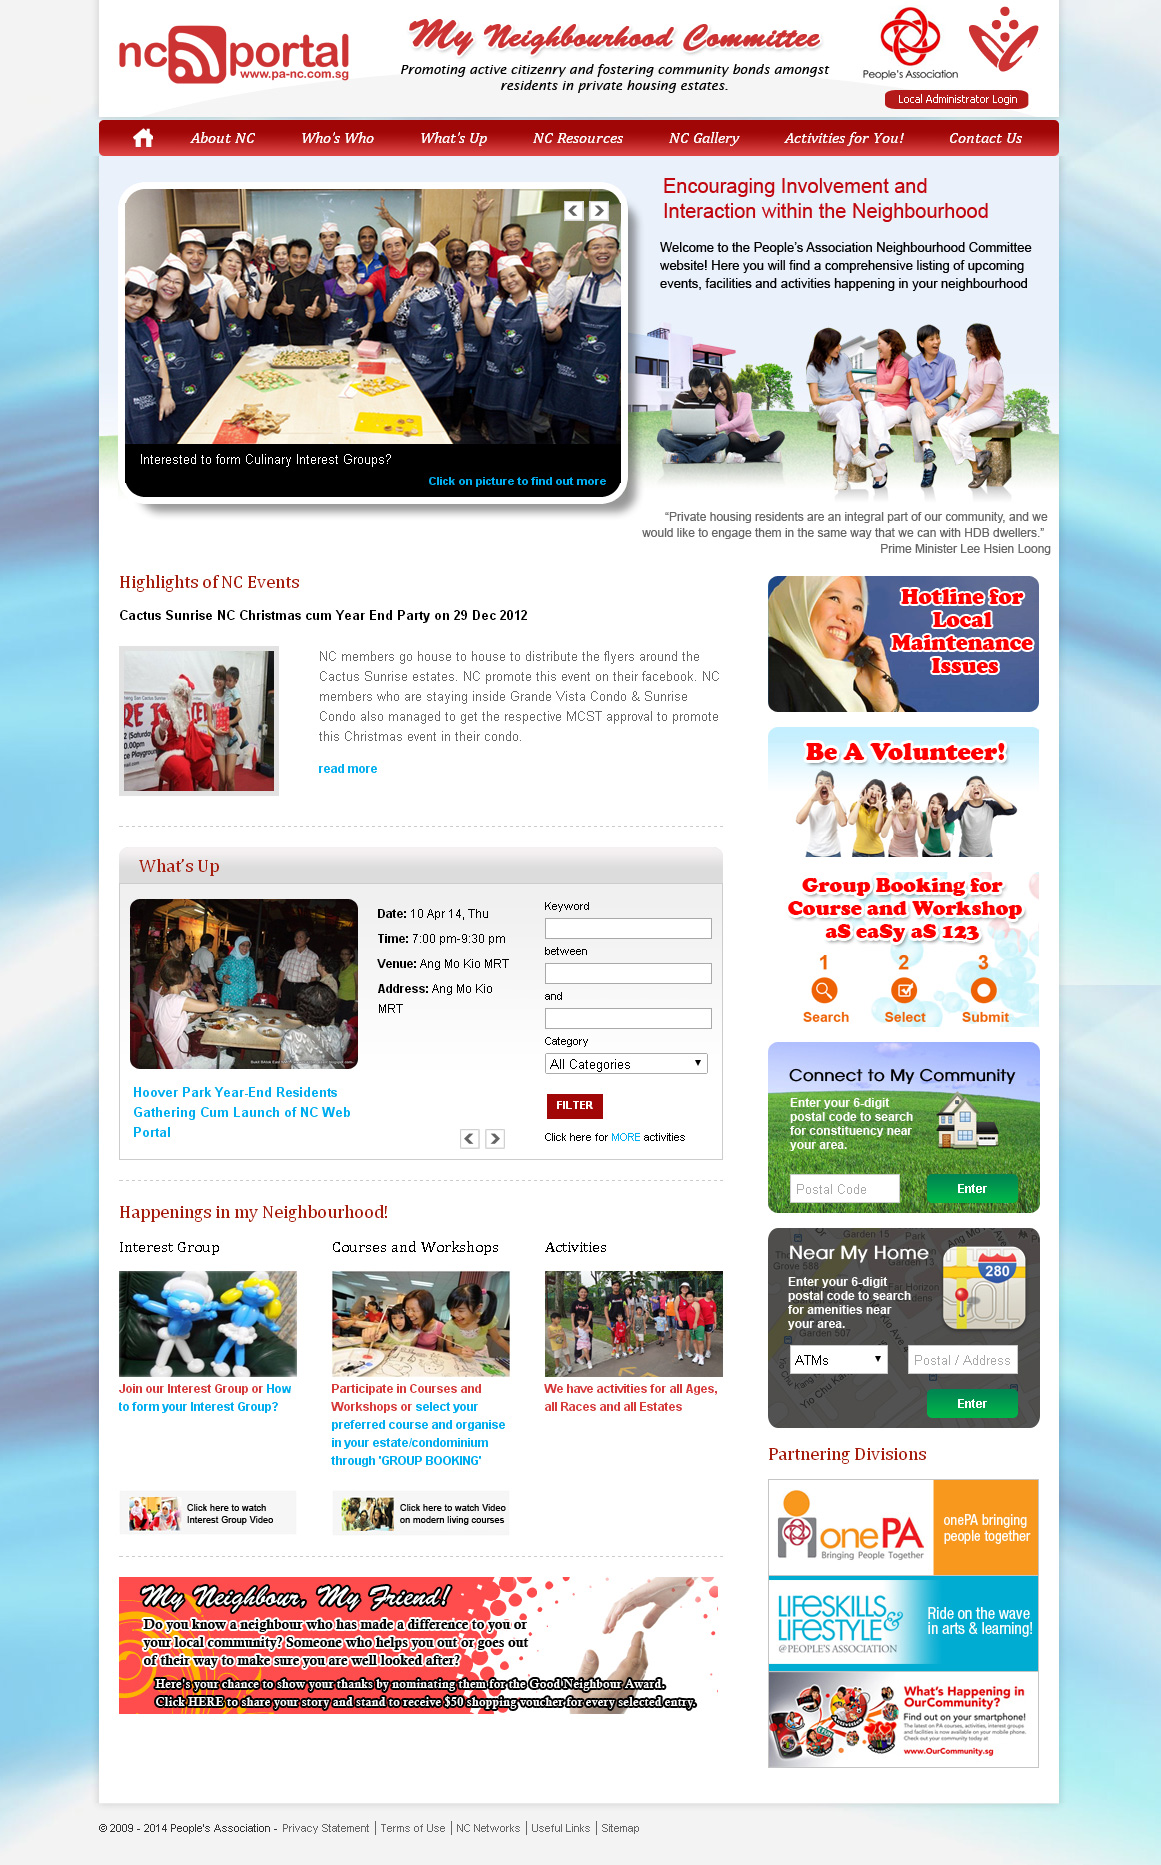 ncportal
www.pa-nc.com.sg
My Neighbourhood Committee
Promoting active citizenry and fostering community bonds amongst
residents in private housing estates.
People's Association
Local Administrator Login
About NC
Who's Who
What's Up
NC Resources
NC Gallery
Activities for You!
Contact Us
Encouraging Involvement and
Interaction within the Neighbourhood
Welcome to the People's Association Neighbourhood Committee
website! Here you will find a comprehensive listing of upcoming
events, facilities and activities happening in your neighbourhood
Interested to form Culinary Interest Groups?
Click on picture to find out more
“Private housing residents are an integral part of our community, and we
would like to engage them in the same way that we can with HDB dwellers.”
Prime Minister Lee Hsien Loong
Highlights of NC Events
Cactus Sunrise NC Christmas cum Year End Party on 29 Dec 2012
NC members go house to house to distribute the flyers around the
Cactus Sunrise estates. NC promote this event on their facebook. NC
members who are staying inside Grande Vista Condo & Sunrise
Condo also managed to get the respective MCST approval to promote
this Christmas event in their condo.
read more
Hotline for
Local
Maintenance
Issues
Be A Volunteer!
Group Booking for
Course and Workshop
aS eaSy aS 123
1 2 3
Search Select Submit
What's Up
Date: 10 Apr 14, Thu
Time: 7:00 pm-9:30 pm
Venue: Ang Mo Kio MRT
Address: Ang Mo Kio
MRT
Hoover Park Year-End Residents
Gathering Cum Launch of NC Web
Portal
Keyword
between
and
Category
All Categories
FILTER
Click here for MORE activities
Connect to My Community
Enter your 6-digit
postal code to search
for constituency near
your area.
Postal Code
Enter
Near My Home
280
Enter your 6-digit
postal code to search
for amenities near
your area.
ATMs
Postal / Address
Enter
Happenings in my Neighbourhood!
Interest Group
Join our Interest Group or How
to form your Interest Group?
Click here to watch
Interest Group Video
Courses and Workshops
Participate in Courses and
Workshops or select your
preferred course and organise
in your estate/condominium
through 'GROUP BOOKING'
Click here to watch Video
on modern living courses
Activities
We have activities for all Ages,
all Races and all Estates
Partnering Divisions
onePA
Bringing People Together
onePA bringing
people together
LIFESKILLS &
LIFESTYLE
@PEOPLE'S ASSOCIATION
Ride on the wave
in arts & learning!
What's Happening in
OurCommunity?
Find out on your smartphone!
The latest on PA courses, activities, interest groups
and facilities is now available on your mobile phone.
Check out your community today at
www.OurCommunity.sg
My Neighbour, My Friend!
Do you know a neighbour who has made a difference to you or
your local community? Someone who helps you out or goes out
of their way to make sure you are well looked after?
Here's your chance to show your thanks by nominating them for the Good Neighbour Award.
Click HERE to share your story and stand to receive $50 shopping voucher for every selected entry.
© 2009 - 2014 People's Association - Privacy Statement | Terms of Use | NC Networks | Useful Links | Sitemap